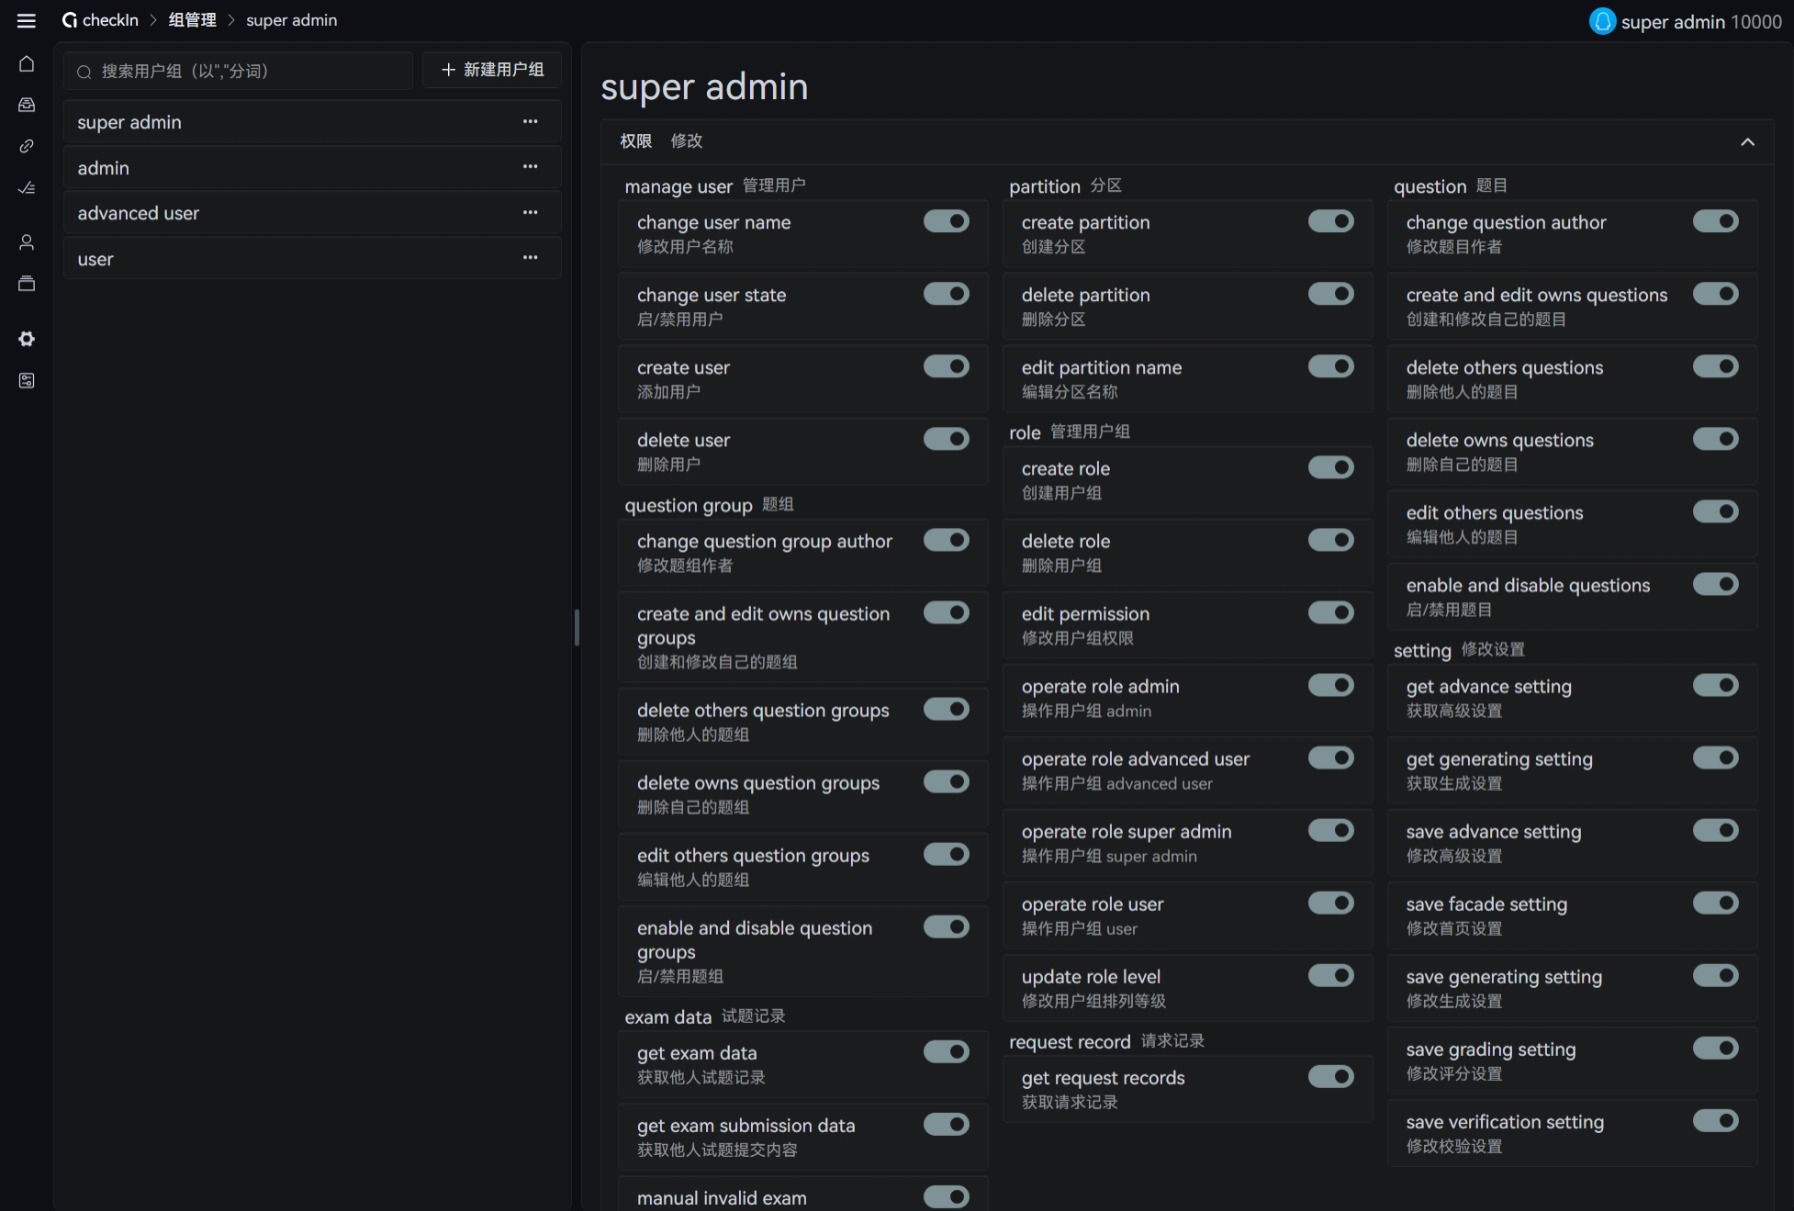 checkIn
组管理
super admin
super admin 10000
搜索用户组（以","分词）
新建用户组
super admin
admin
advanced user
user
super admin
权限 修改
manage user 管理用户
change user name
修改用户名称
change user state
启/禁用用户
create user
添加用户
delete user
删除用户
question group 题组
change question group author
修改题组作者
create and edit owns question
groups
创建和修改自己的题组
delete others question groups
删除他人的题组
delete owns question groups
删除自己的题组
edit others question groups
编辑他人的题组
enable and disable question
groups
启/禁用题组
exam data 试题记录
get exam data
获取他人试题记录
get exam submission data
获取他人试题提交内容
manual invalid exam
partition 分区
create partition
创建分区
delete partition
删除分区
edit partition name
编辑分区名称
role 管理用户组
create role
创建用户组
delete role
删除用户组
edit permission
修改用户组权限
operate role admin
操作用户组 admin
operate role advanced user
操作用户组 advanced user
operate role super admin
操作用户组 super admin
operate role user
操作用户组 user
update role level
修改用户组排列等级
request record 请求记录
get request records
获取请求记录
question 题目
change question author
修改题目作者
create and edit owns questions
创建和修改自己的题目
delete others questions
删除他人的题目
delete owns questions
删除自己的题目
edit others questions
编辑他人的题目
enable and disable questions
启/禁用题目
setting 修改设置
get advance setting
获取高级设置
get generating setting
获取生成设置
save advance setting
修改高级设置
save facade setting
修改首页设置
save generating setting
修改生成设置
save grading setting
修改评分设置
save verification setting
修改校验设置